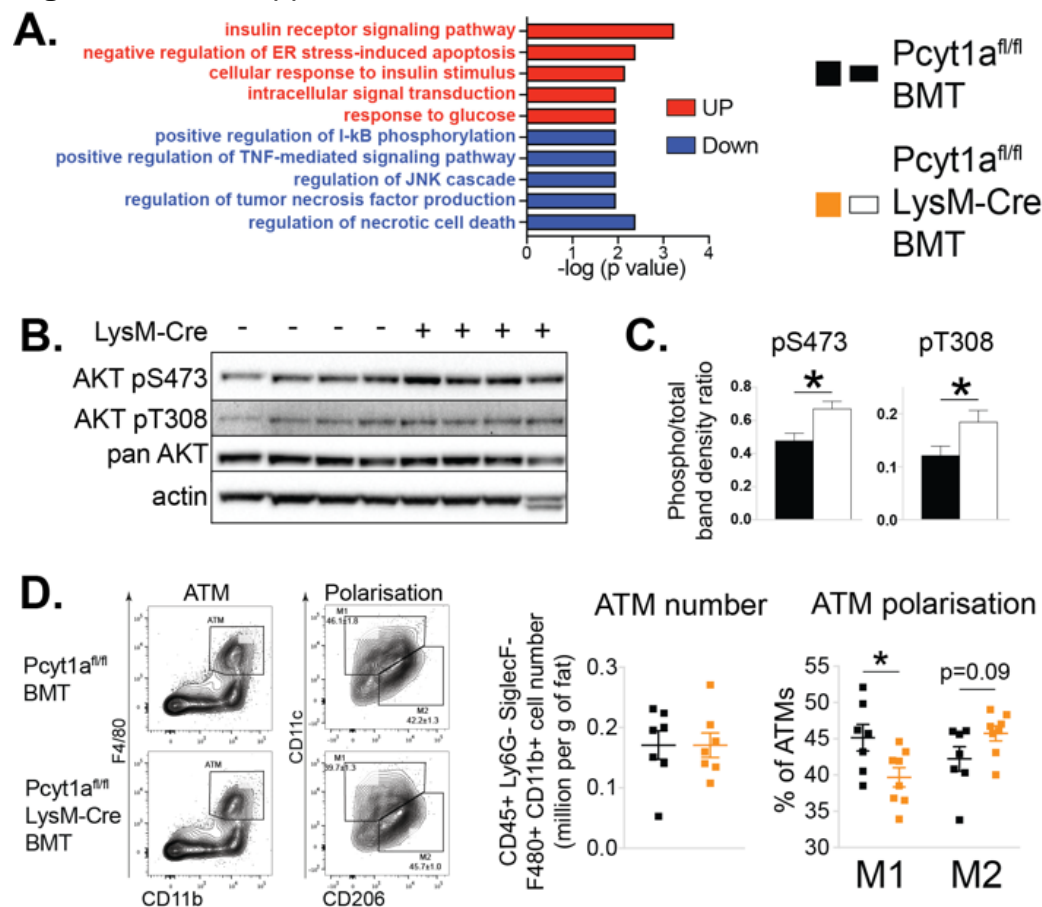 A.
insulin receptor signaling pathway
negative regulation of ER stress-induced apoptosis
cellular response to insulin stimulus
intracellular signal transduction
response to glucose
positive regulation of I-kB phosphorylation
positive regulation of TNF-mediated signaling pathway
regulation of JNK cascade
regulation of tumor necrosis factor production
regulation of necrotic cell death
0 1 2 3 4
-log (p value)
UP
Down
Pcyt1a^fl/fl
BMT
Pcyt1a^fl/fl
LysM-Cre
BMT
B.
LysM-Cre - - - - + + + +
AKT pS473
AKT pT308
pan AKT
actin
C.
pS473
pT308
Phospho/total
band density ratio
0.8
0.6
0.4
0.2
0.0
*
0.2
0.1
0.0
*
D.
ATM
Polarisation
Pcyt1a^fl/fl
BMT
Pcyt1a^fl/fl
LysM-Cre
BMT
F4/80
CD11b
ATM
ATM
CD11c
CD206
M1
46.1±1.8
M2
42.2±1.3
39.7±1.3
M2
45.7±1.0
ATM number
CD45+ Ly6G- SiglecF-
F480+ CD11b+ cell number
(million per g of fat)
0.3
0.2
0.1
0.0
ATM polarisation
% of ATMs
55
50
45
40
35
30
*
p=0.09
M1 M2